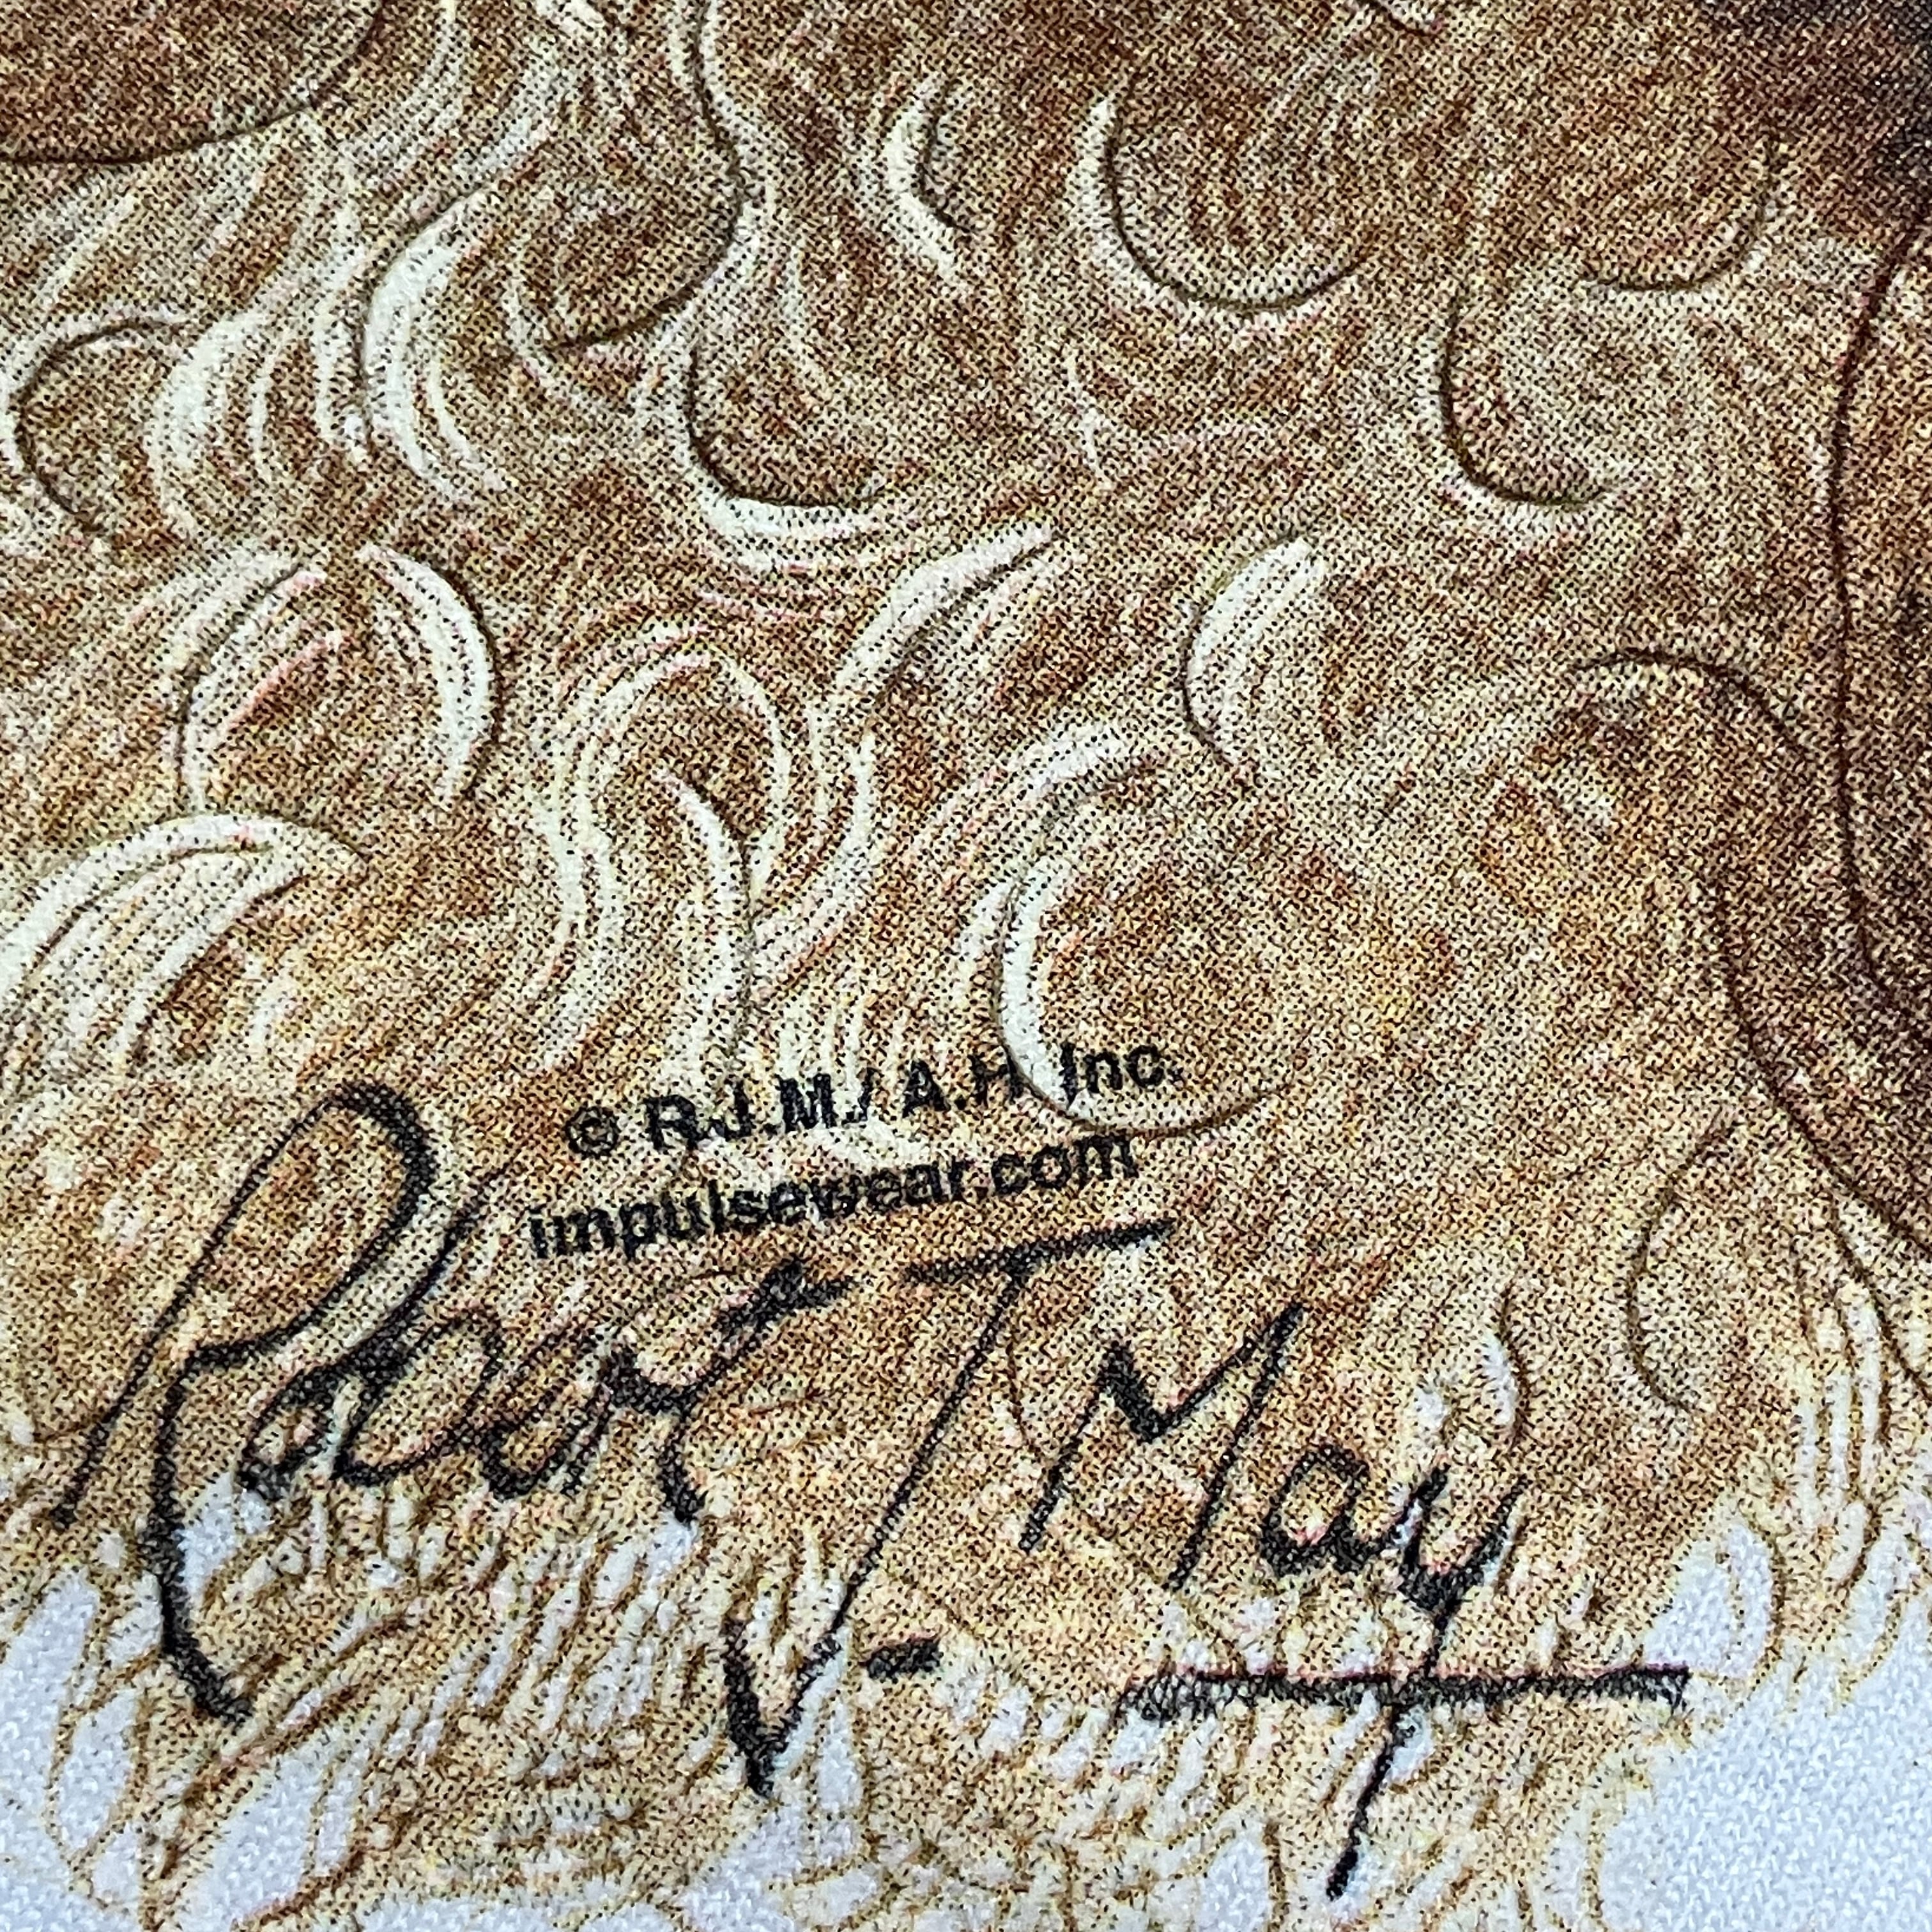 © R.J.M./ A.H. Inc.
impulsewear.com
Robert J May